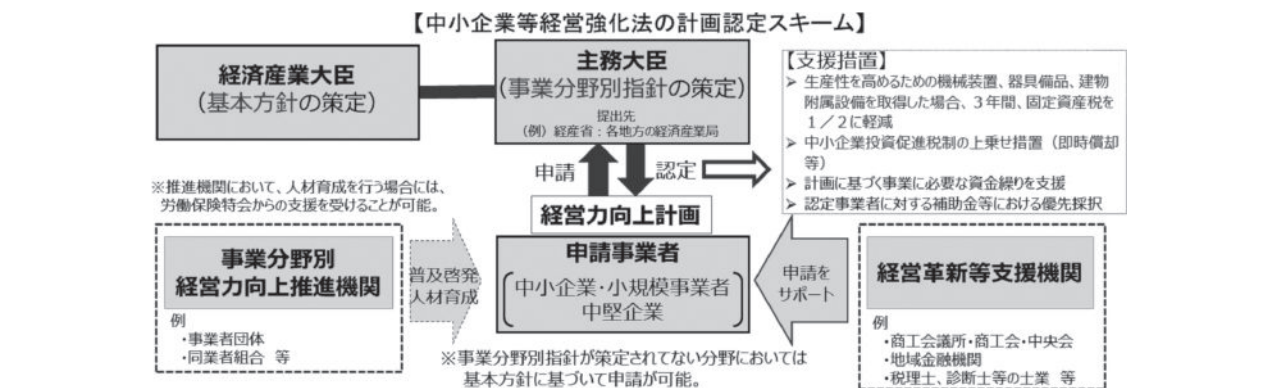 【中小企業等経営強化法の計画認定スキーム】
経済産業大臣
（基本方針の策定）
主務大臣
（事業分野別指針の策定）
提出先
（例）経産省：各地方の経済産業局
【支援措置】
➢ 生産性を高めるための機械装置、器具備品、建物
附属設備を取得した場合、３年間、固定資産税を
１／２に軽減
➢ 中小企業投資促進税制の上乗せ措置（即時償却
等）
➢ 計画に基づく事業に必要な資金繰りを支援
➢ 認定事業者に対する補助金等における優先採択
申請
認定
※推進機関において、人材育成を行う場合には、
労働保険特会からの支援を受けることが可能。
経営力向上計画
事業分野別
経営力向上推進機関
例
・事業者団体
・同業者組合 等
普及啓発
人材育成
申請事業者
中小企業・小規模事業者
中堅企業
申請を
サポート
経営革新等支援機関
例
・商工会議所・商工会・中央会
・地域金融機関
・税理士、診断士等の士業 等
※事業分野別指針が策定されてない分野においては
基本方針に基づいて申請が可能。